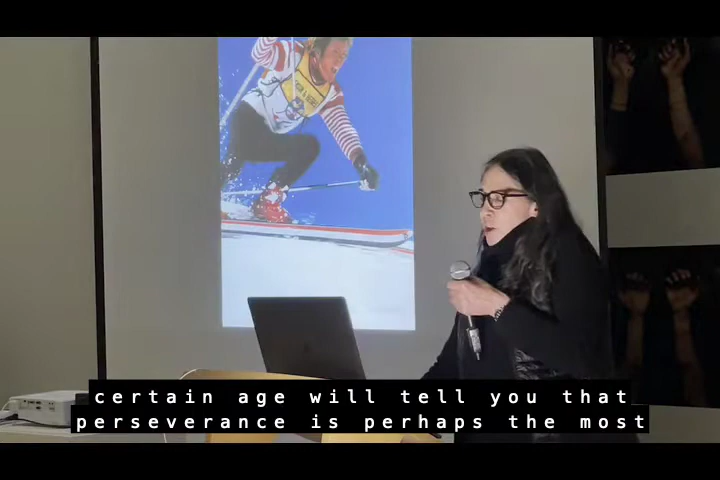 certain age will tell you that
perseverance is perhaps the most